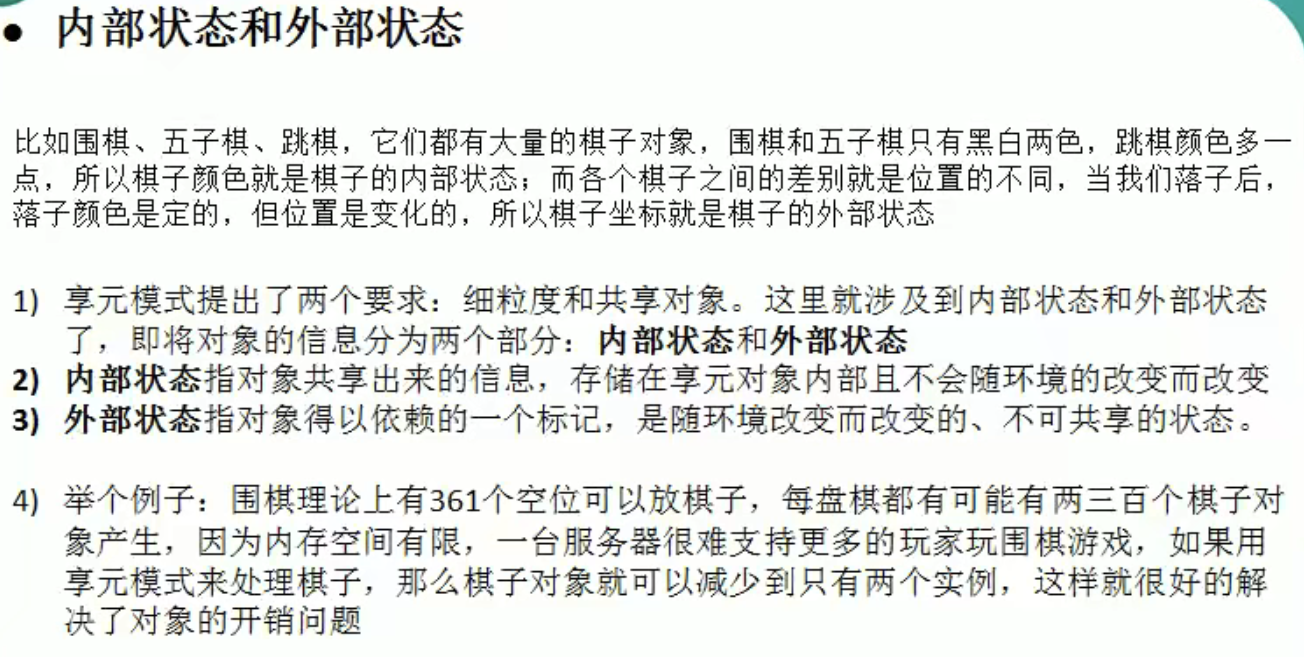 ● 内部状态和外部状态
比如围棋、五子棋、跳棋，它们都有大量的棋子对象，围棋和五子棋只有黑白两色，跳棋颜色多一
点，所以棋子颜色就是棋子的内部状态；而各个棋子之间的差别就是位置的不同，当我们落子后，
落子颜色是定的，但位置是变化的，所以棋子坐标就是棋子的外部状态
1) 享元模式提出了两个要求：细粒度和共享对象。这里就涉及到内部状态和外部状态
了，即将对象的信息分为两个部分：内部状态和外部状态
2) 内部状态指对象共享出来的信息，存储在享元对象内部且不会随环境的改变而改变
3) 外部状态指对象得以依赖的一个标记，是随环境改变而改变的、不可共享的状态。
4) 举个例子：围棋理论上有361个空位可以放棋子，每盘棋都有可能有两三百个棋子对
象产生，因为内存空间有限，一台服务器很难支持更多的玩家玩围棋游戏，如果用
享元模式来处理棋子，那么棋子对象就可以减少到只有两个实例，这样就很好的解
决了对象的开销问题